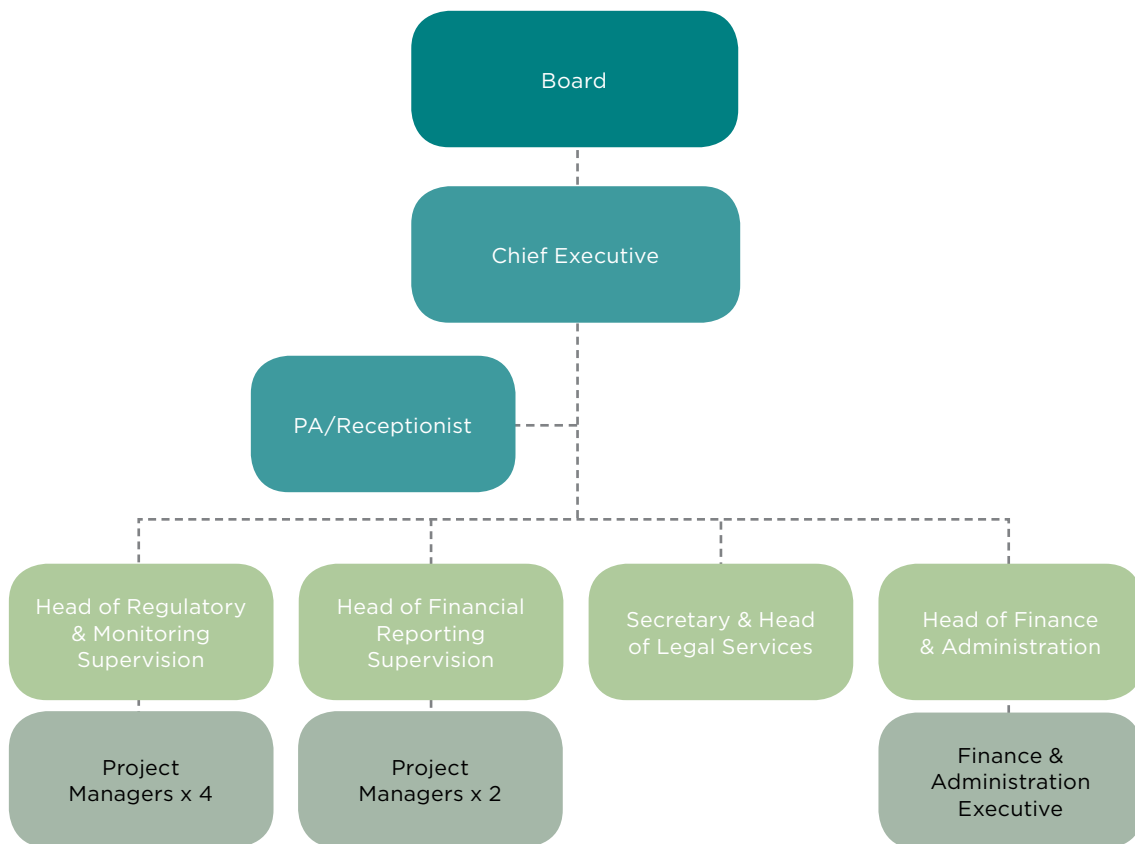 Board
Chief Executive
PA/Receptionist
Head of Regulatory
& Monitoring
Supervision
Head of Financial
Reporting
Supervision
Secretary & Head
of Legal Services
Head of Finance
& Administration
Project
Managers x 4
Project
Managers x 2
Finance &
Administration
Executive